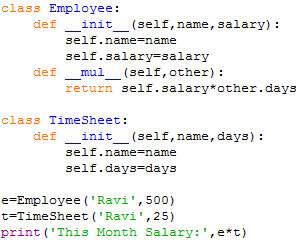 class Employee:
    def __init__(self,name,salary):
        self.name=name
        self.salary=salary
    def __mul__(self,other):
        return self.salary*other.days

class TimeSheet:
    def __init__(self,name,days):
        self.name=name
        self.days=days

e=Employee('Ravi',500)
t=TimeSheet('Ravi',25)
print('This Month Salary:',e*t)